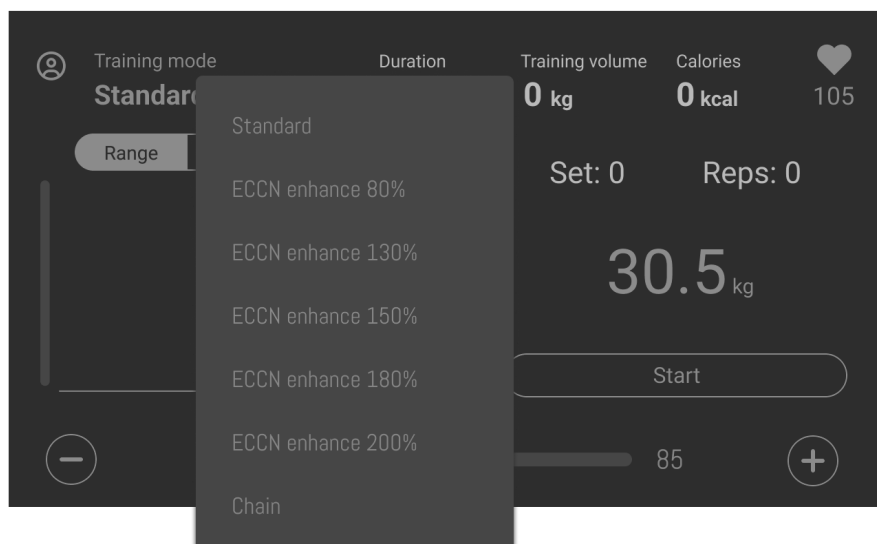 Training mode
Duration
Training volume
Calories
Standard
0 kg
0 kcal
105
Range
Standard
ECCN enhance 80%
ECCN enhance 130%
ECCN enhance 150%
ECCN enhance 180%
ECCN enhance 200%
Chain
Set: 0
Reps: 0
30.5 kg
Start
85